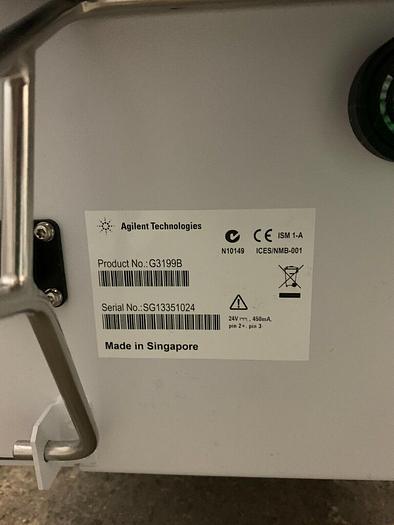 Agilent Technologies
CE ISM 1-A
N10149 ICES/NMB-001
Product No.:G3199B
Serial No.:SG13351024
24V ⎓, 450mA,
pin 2+, pin 3-
Made in Singapore